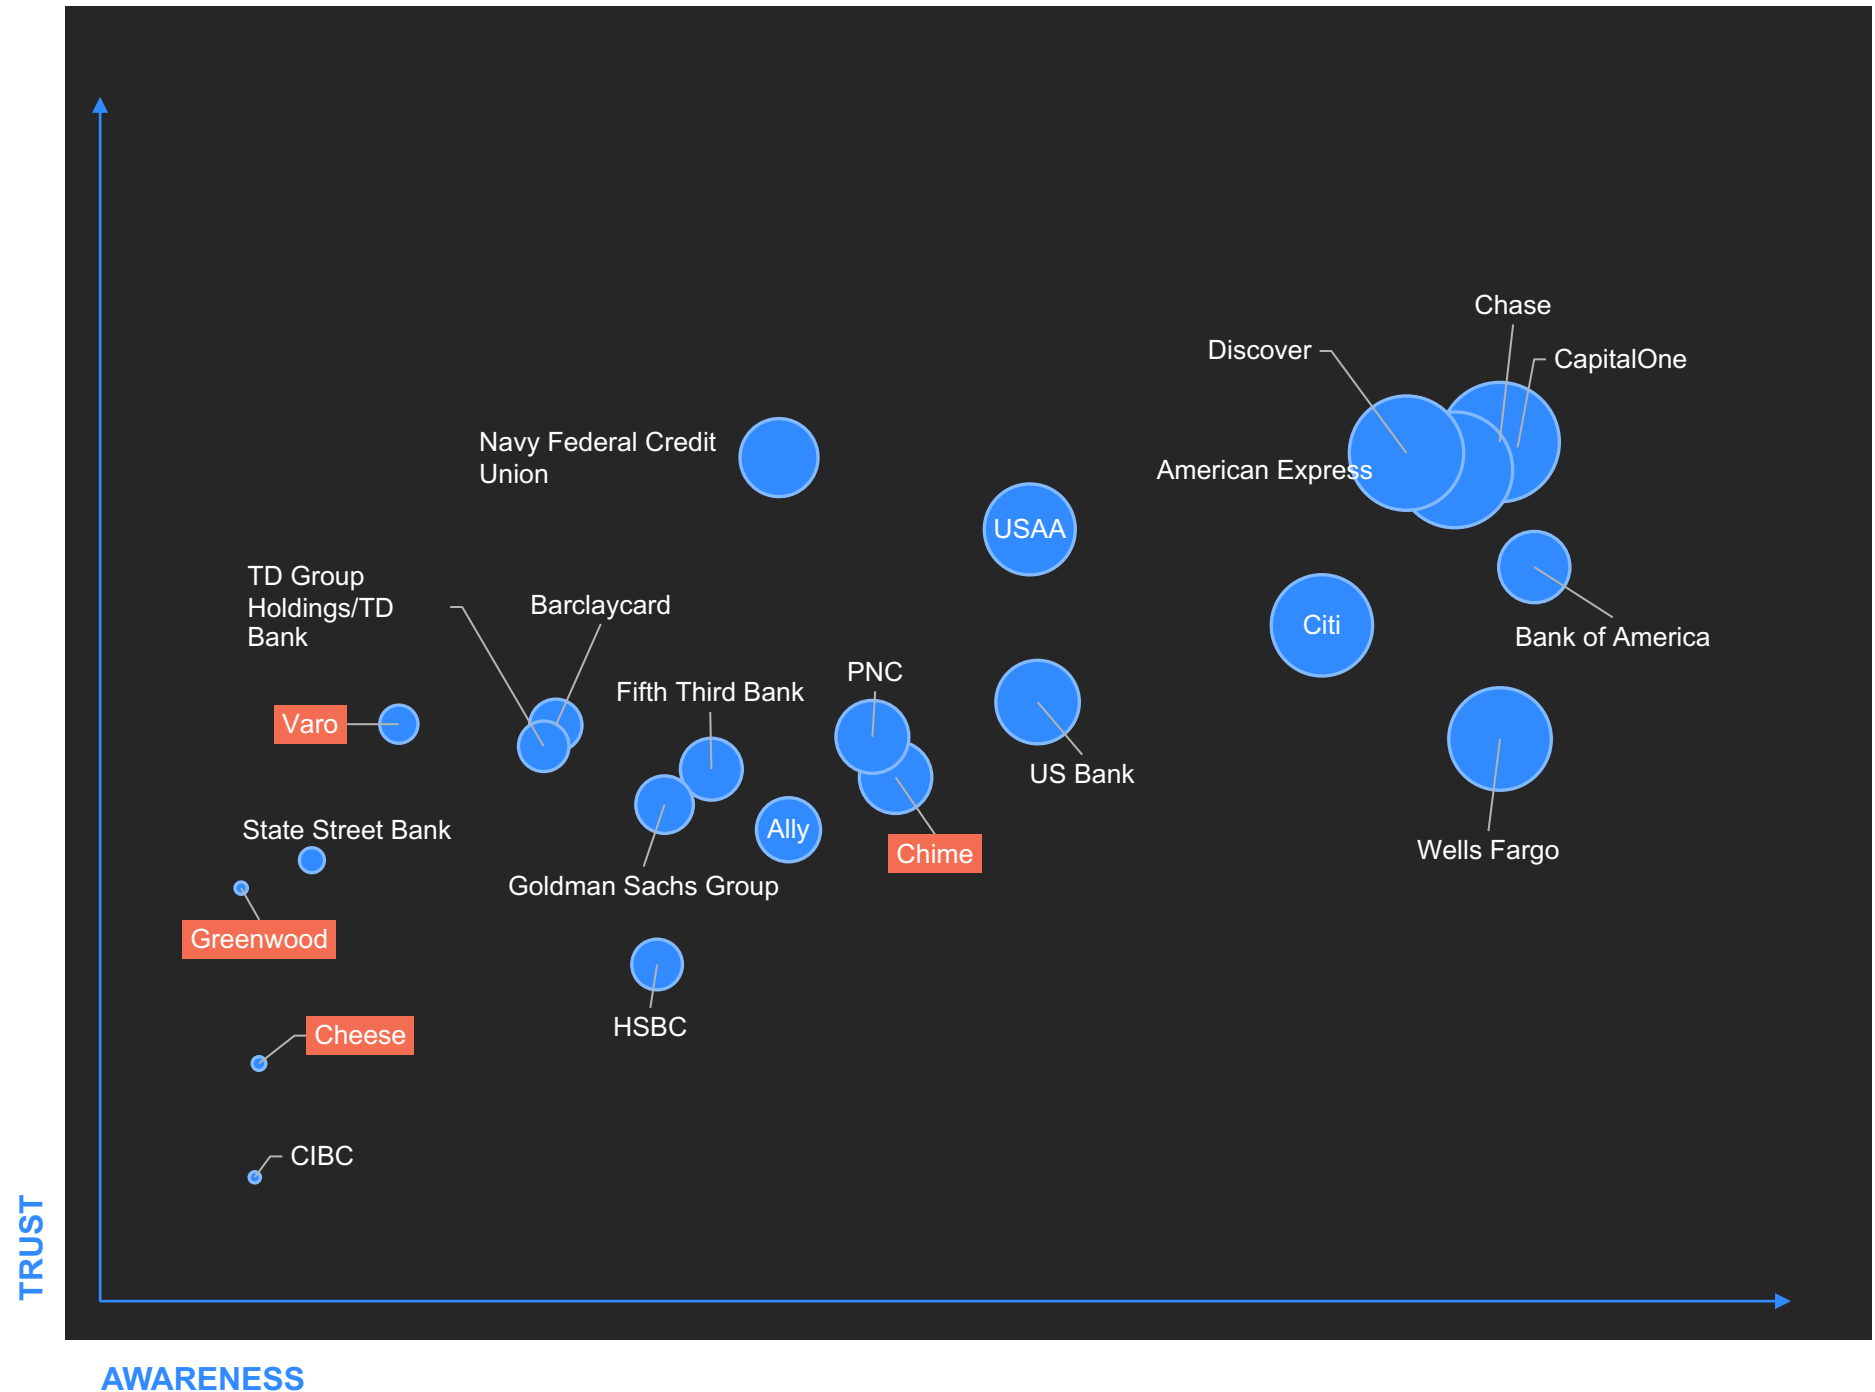 Chase
Discover
CapitalOne
Navy Federal Credit
Union
American Express
USAA
TD Group
Holdings/TD
Bank
Barclaycard
Citi
Bank of America
PNC
Fifth Third Bank
Varo
US Bank
State Street Bank
Ally
Chime
Wells Fargo
Goldman Sachs Group
Greenwood
HSBC
Cheese
CIBC
TRUST
AWARENESS